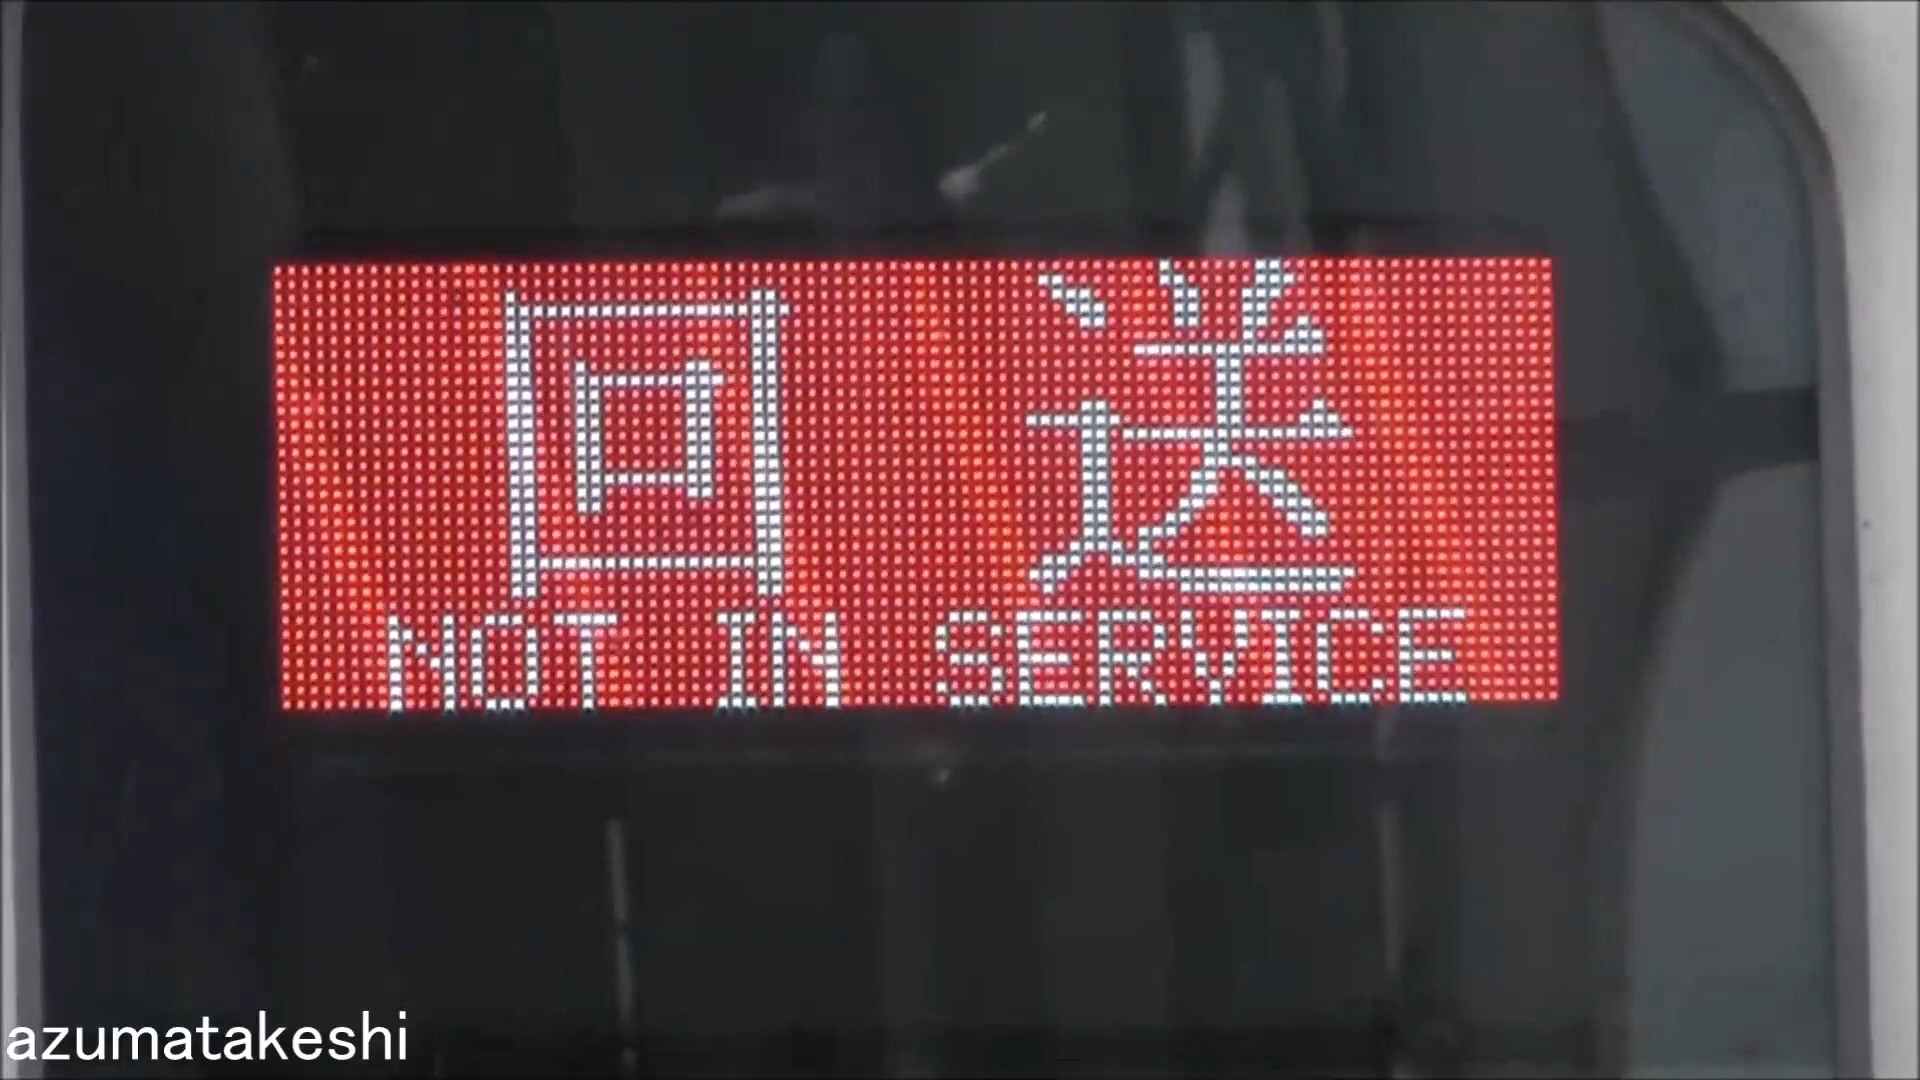 回送
NOT IN SERVICE
azumatakeshi